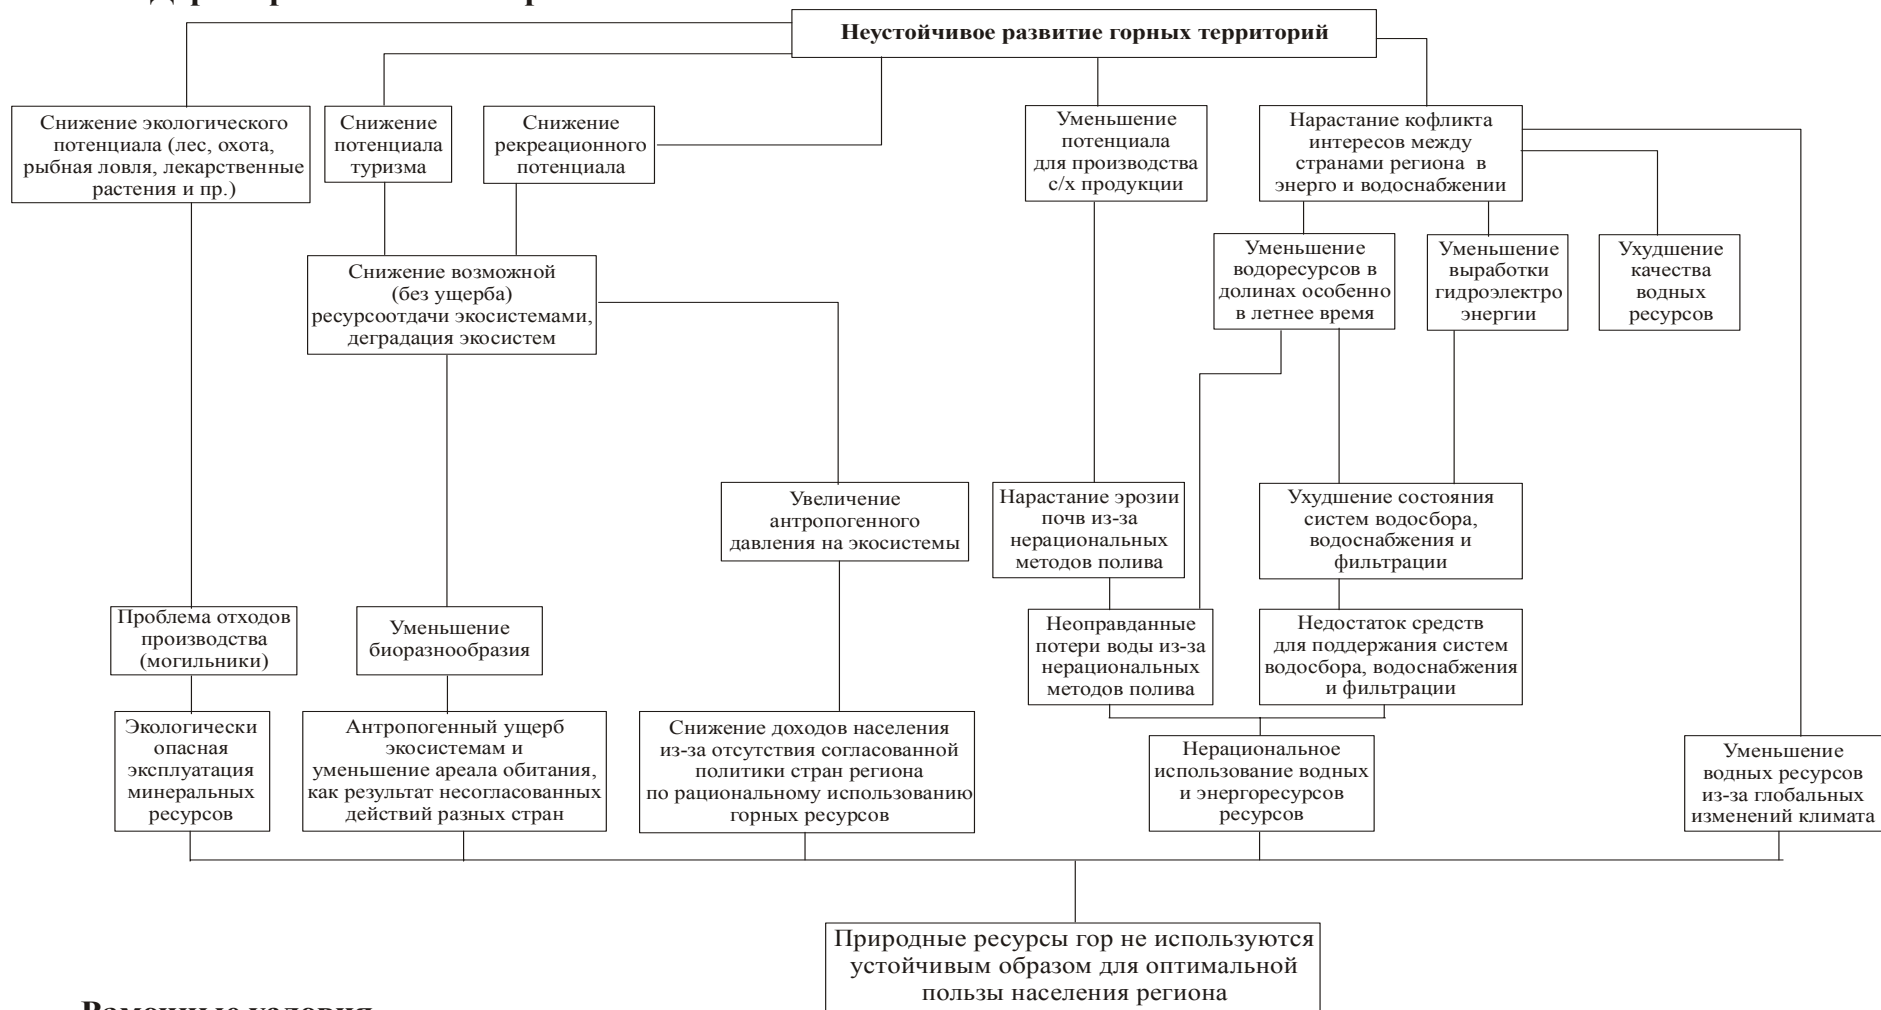 Неустойчивое развитие горных территорий
Снижение экологического
потенциала (лес, охота,
рыбная ловля, лекарственные
растения и пр.)
Снижение
потенциала
туризма
Снижение
рекреационного
потенциала
Уменьшение
потенциала
для производства
с/х продукции
Нарастание кофликта
интересов между
странами региона в
энерго и водоснабжении
Снижение возможной
(без ущерба)
ресурсоотдачи экосистемами,
деградация экосистем
Уменьшение
водоресурсов в
долинах особенно
в летнее время
Уменьшение
выработки
гидроэлектро
энергии
Ухудшение
качества
водных
ресурсов
Увеличение
антропогенного
давления на экосистемы
Нарастание эрозии
почв из-за
нерациональных
методов полива
Ухудшение состояния
систем водосбора,
водоснабжения и
фильтрации
Проблема отходов
производства
(могильники)
Уменьшение
биоразнообразия
Неоправданные
потери воды из-за
нерациональных
методов полива
Недостаток средств
для поддержания систем
водосбора, водоснабжения
и фильтрации
Экологически
опасная
эксплуатация
минеральных
ресурсов
Антропогенный ущерб
экосистемам и
уменьшение ареала обитания,
как результат несогласованных
действий разных стран
Снижение доходов населения
из-за отсутствия согласованной
политики стран региона
по рациональному использованию
горных ресурсов
Нерациональное
использование водных
и энергоресурсов
ресурсов
Уменьшение
водных ресурсов
из-за глобальных
изменений климата
Природные ресурсы гор не используются
устойчивым образом для оптимальной
пользы населения региона
Рамочные условия